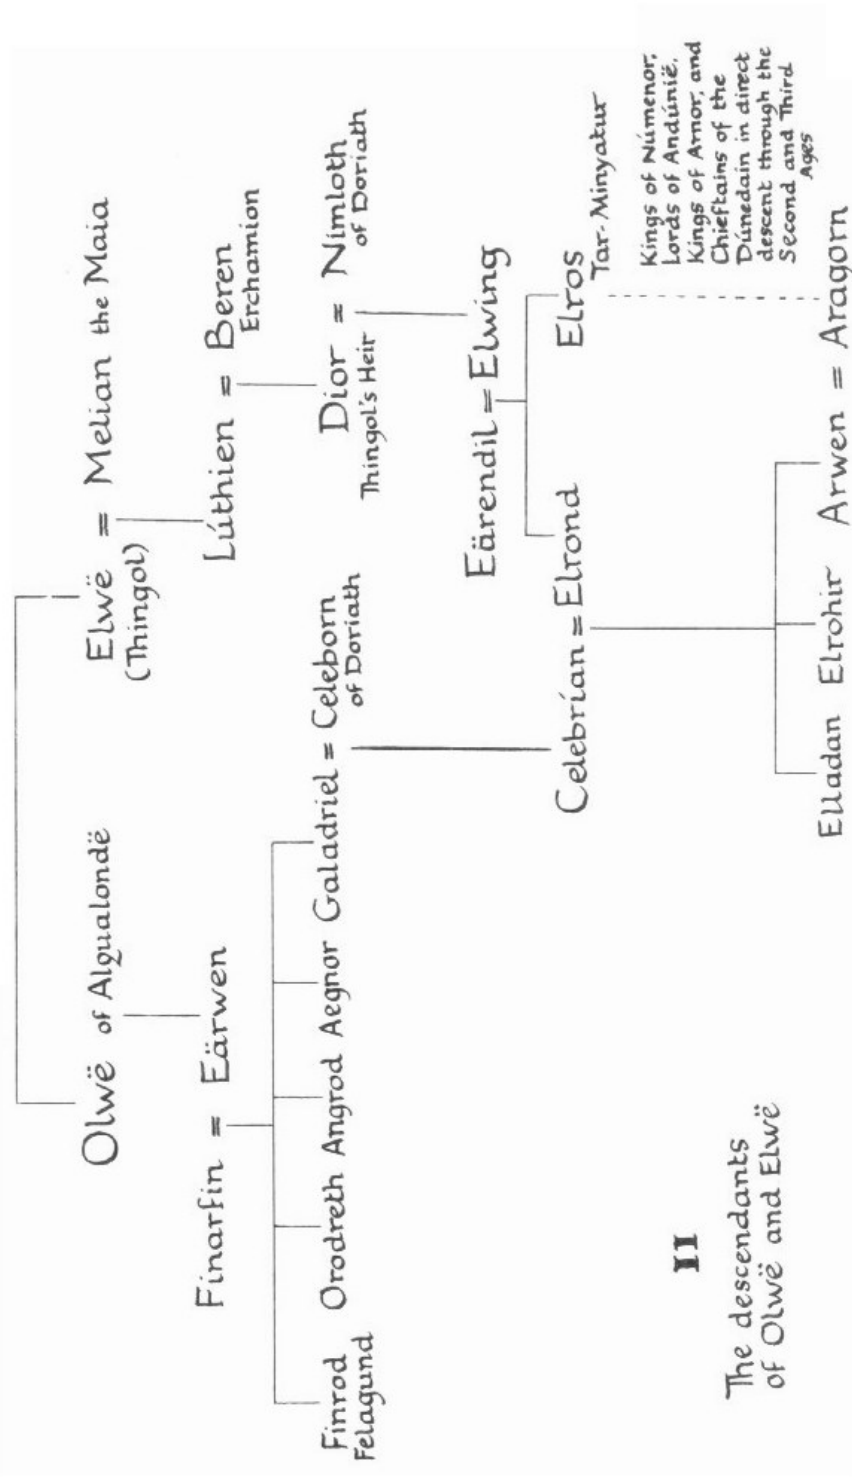 Olwë of Alqualondë
Elwë = Melian the Maia
(Thingol)
Finarfin = Eärwen
Lúthien = Beren
Erchamion
Finrod
Felagund
Orodreth Angrod Aegnor Galadriel = Celeborn
of Doriath
Dior = Nimloth
Thingol's Heir
of Doriath
Eärendil = Elwing
Celebrían = Elrond
Elros
Tar-Minyatur
Kings of Númenor,
Lords of Andúnië,
Kings of Arnor, and
Chieftains of the
Dúnedain in direct
descent through the
Second and Third
Ages
Elladan Elrohir Arwen = Aragorn
II
The descendants
of Olwë and Elwë